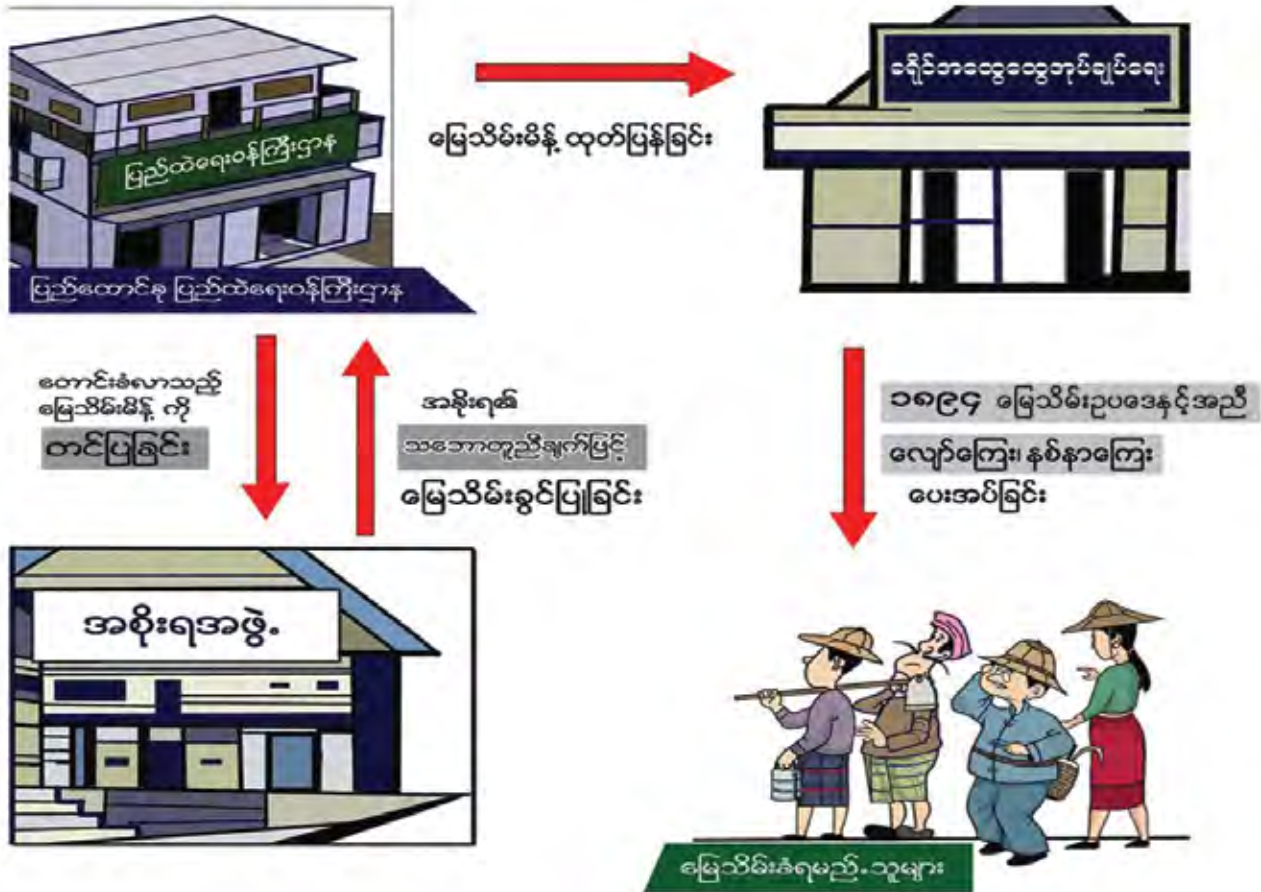 ပြည်ထဲရေးဝန်ကြီးဌာန
ပြည်ထောင်စု ပြည်ထဲရေးဝန်ကြီးဌာန
မြေသိမ်းမိန့် ထုတ်ပြန်ခြင်း
ခရိုင်အထွေထွေအုပ်ချုပ်ရေး
တောင်းခံလာသည့်
မြေသိမ်းမိန့် ကို
တင်ပြခြင်း
အစိုးရ၏
သဘောတူညီချက်ဖြင့်
မြေသိမ်းခွင့်ပြုခြင်း
၁၈၉၄ မြေသိမ်းဥပဒေနှင့်အညီ
လျော်ကြေး၊ နစ်နာကြေး
ပေးအပ်ခြင်း
အစိုးရအဖွဲ့
မြေသိမ်းခံရမည့်သူများ